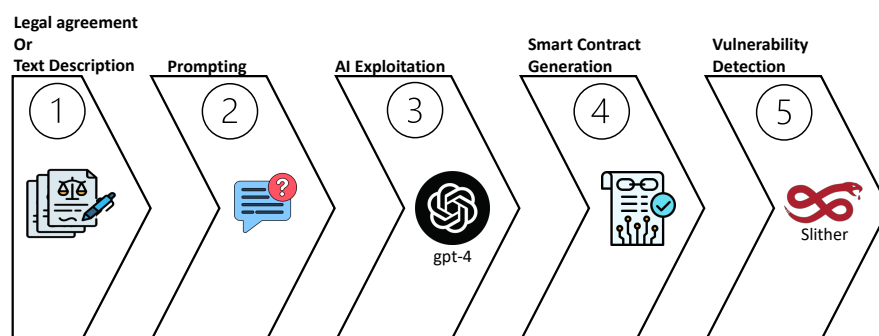 Legal agreement
Or
Text Description
Prompting
AI Exploitation
Smart Contract
Generation
Vulnerability
Detection
1
2
3
4
5
?
gpt-4
Slither